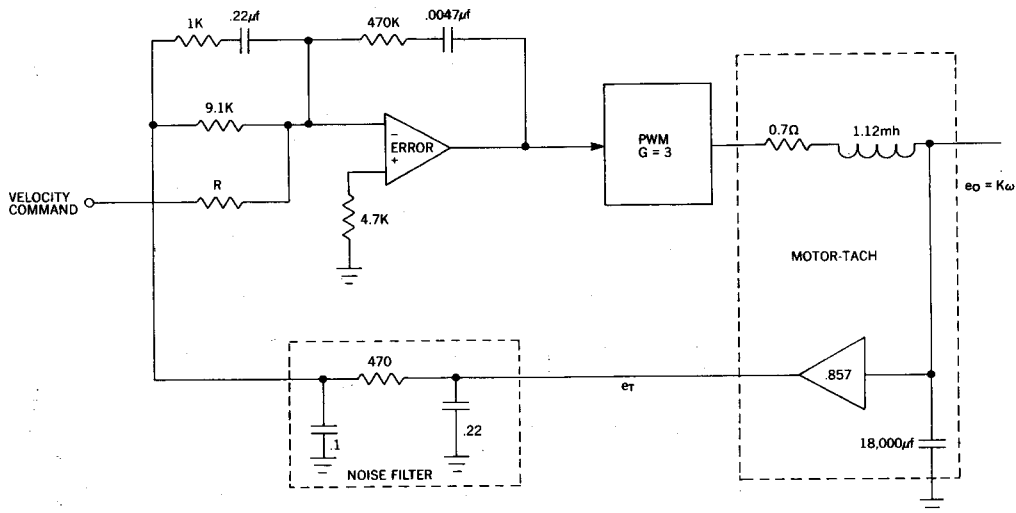 1K
.22µf
470K
.0047µf
9.1K
R
VELOCITY
COMMAND
−
ERROR
+
4.7K
PWM
G = 3
0.7Ω
1.12mh
eO = Kω
MOTOR-TACH
.857
18,000µf
eT
470
.1
.22
NOISE FILTER